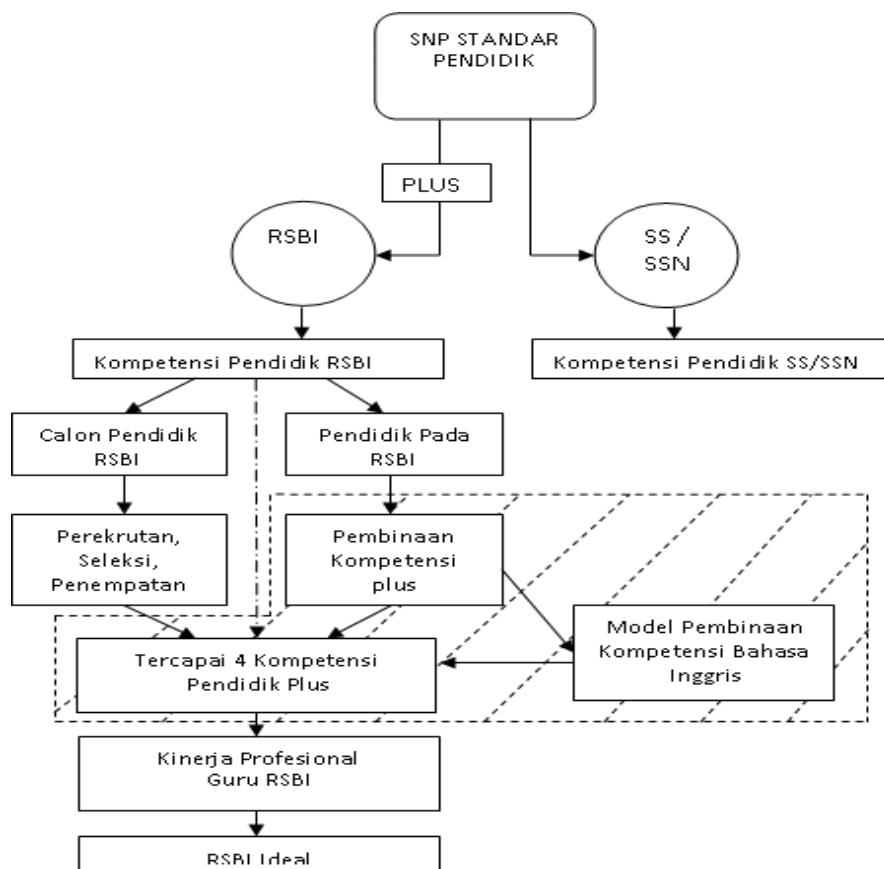 SNP STANDAR
PENDIDIK
PLUS
RSBI
SS /
SSN
Kompetensi Pendidik RSBI
Kompetensi Pendidik SS/SSN
Calon Pendidik
RSBI
Pendidik Pada
RSBI
Perekrutan,
Seleksi,
Penempatan
Pembinaan
Kompetensi
plus
Model Pembinaan
Kompetensi Bahasa
Inggris
Tercapai 4 Kompetensi
Pendidik Plus
Kinerja Profesional
Guru RSBI
RSBI Ideal